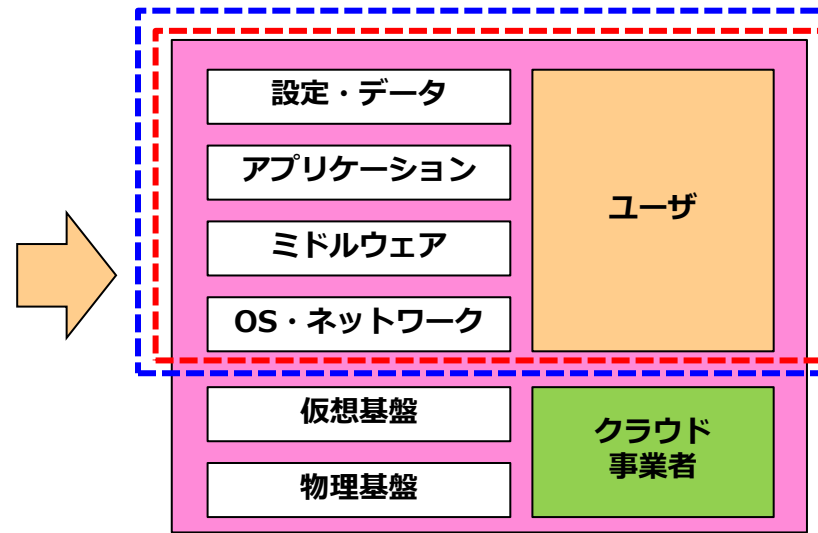 設定・データ
アプリケーション
ミドルウェア
OS・ネットワーク
ユーザ
仮想基盤
物理基盤
クラウド
事業者